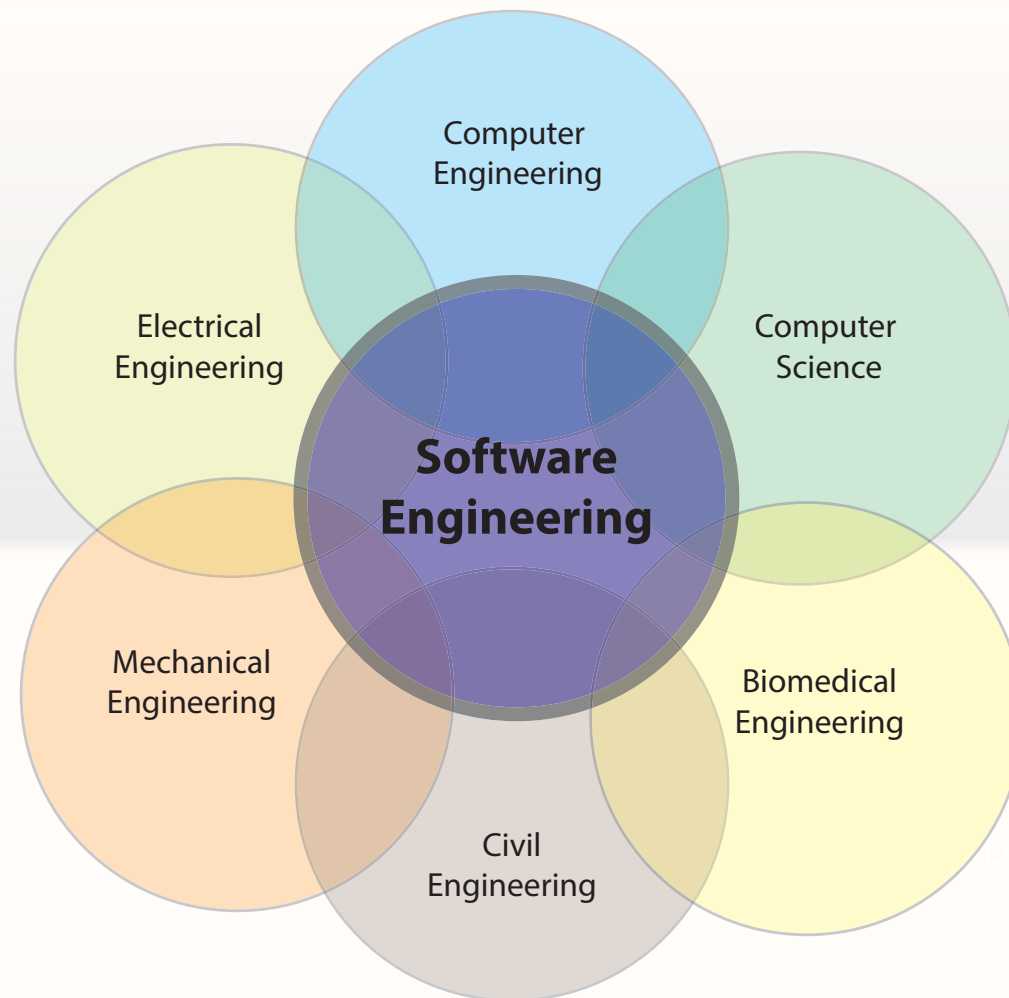 Computer
Engineering
Electrical
Engineering
Computer
Science
Software
Engineering
Mechanical
Engineering
Biomedical
Engineering
Civil
Engineering